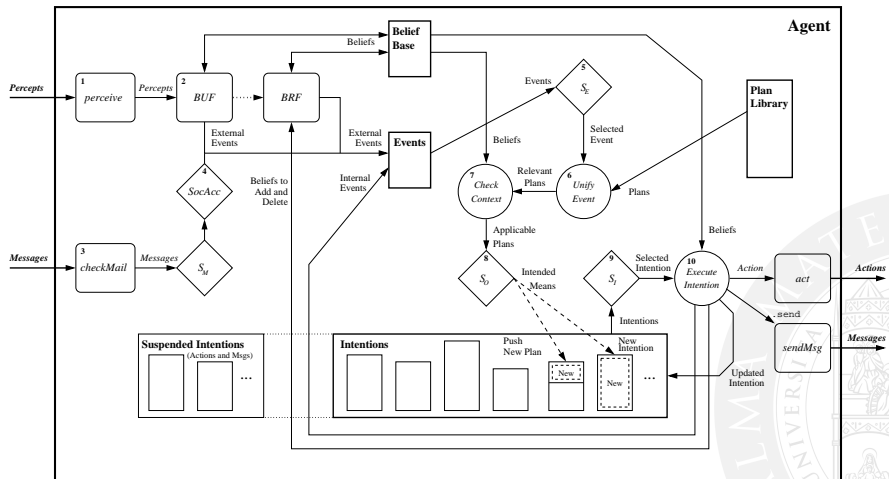 Agent
Belief
Base
Beliefs
Percepts
1
perceive
Percepts
2
BUF
BRF
External
Events
External
Events
Events
Beliefs
Events
5
S_E
Selected
Event
Plan
Library
Plans
6
Unify
Event
Relevant
Plans
7
Check
Context
Applicable
Plans
4
SocAcc
Beliefs to
Add and
Delete
Internal
Events
Messages
3
checkMail
Messages
S_M
8
S_O
Intended
Means
9
S_I
Selected
Intention
Beliefs
10
Execute
Intention
Action
act
Actions
.send
sendMsg
Messages
Suspended Intentions
(Actions and Msgs)
...
Intentions
Push
New Plan
New
Intentions
New
Intention
New
...
Updated
Intention
ALMA
MATE
UNIVERSITA